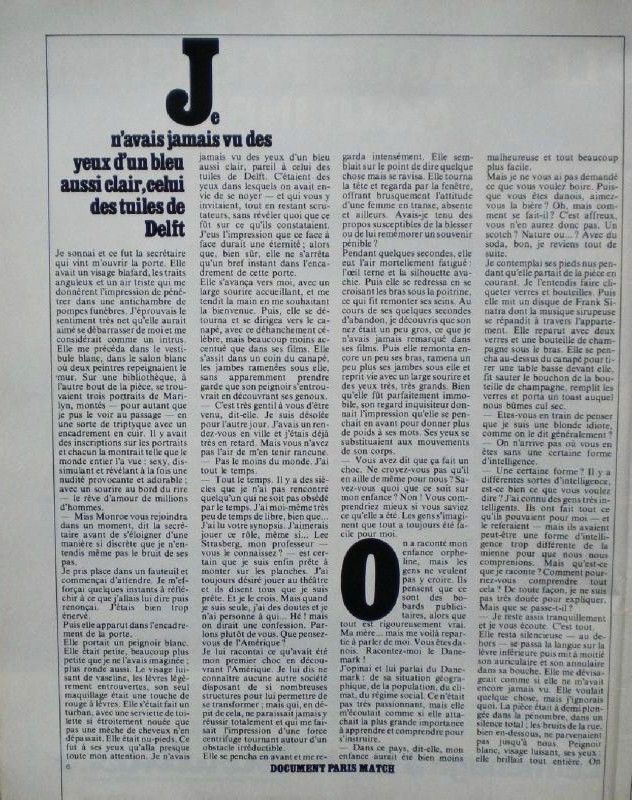 Je
n'avais jamais vu des
yeux d'un bleu
aussi clair, celui
des tuiles de
Delft
Je sonnai et ce fut la secrétaire
qui vint m'ouvrir la porte. Elle
avait un visage blafard, les traits
anguleux et un air triste qui me
donnèrent l'impression de péné-
trer dans une antichambre de
pompes funèbres. J'éprouvais le
sentiment très net qu'elle aurait
aimé se débarrasser de moi et me
considérait comme un intrus.
Elle me précéda dans le vesti-
bule blanc, dans le salon blanc
où deux peintres repeignaient le
mur. Sur une bibliothèque, à
l'autre bout de la pièce, se trou-
vaient trois portraits de Mari-
lyn, montés — pour autant que
je pus le voir au passage — en
une sorte de triptyque avec un
encadrement en cuir. Il y avait
des inscriptions sur les portraits
et chacun la montrait telle que le
monde entier l'a vue : sexy, dis-
simulant et révélant à la fois une
nudité provocante et adorable ;
avec un sourire au bord du rire
— le rêve d'amour de millions
d'hommes.
— Miss Monroe vous rejoindra
dans un moment, dit la secré-
taire avant de s'éloigner d'une
manière si discrète que je n'en-
tendis même pas le bruit de ses
pas.
Je pris place dans un fauteuil et
commençai d'attendre. Je m'ef-
forçai quelques instants à réflé-
chir à ce que j'allais lui dire puis
renonçai. J'étais bien trop
énervé.
Puis elle apparut dans l'encadre-
ment de la porte.
Elle portait un peignoir blanc.
Elle était petite, beaucoup plus
petite que je ne l'avais imaginée ;
plus ronde aussi. Le visage lui-
sant de vaseline, les lèvres légè-
rement entrouvertes, son seul
maquillage était une touche de
rouge à lèvres. Elle s'était fait un
turban, avec une serviette de toi-
lette si étroitement nouée que
pas une mèche de cheveux n'en
dépassait. Elle était nu-pieds. Ce
fut à ses yeux qu'alla presque
toute mon attention. Je n'avais
jamais vu des yeux d'un bleu
aussi clair, pareil à celui des
tuiles de Delft. C'étaient des
yeux dans lesquels on avait en-
vie de se noyer — et qui vous y
invitaient, tout en restant scru-
tateurs, sans révéler quoi que ce
fût sur ce qu'ils constataient.
J'eus l'impression que ce face à
face durait une éternité ; alors
que, bien sûr, elle ne s'arrêta
qu'un bref instant dans l'enca-
drement de cette porte.
Elle s'avança vers moi, avec un
large sourire accueillant, et me
tendit la main en me souhaitant
la bienvenue. Puis, elle se dé-
tourna et se dirigea vers le ca-
napé, avec ce déhanchement cé-
lèbre, mais beaucoup moins ac-
centué que dans ses films. Elle
s'assit dans un coin du canapé,
les jambes ramenées sous elle,
sans apparemment prendre
garde que son peignoir s'entrou-
vrait en découvrant ses genoux.
— C'est très gentil à vous d'être
venu, dit-elle. Je suis désolée
pour l'autre jour. J'avais un ren-
dez-vous en ville et j'étais déjà
très en retard. Mais vous n'avez
pas l'air de m'en tenir rancune.
— Pas le moins du monde. J'ai
tout le temps.
— Tout le temps. Il y a des siè-
cles que je n'ai pas rencontré
quelqu'un qui ne soit pas obsédé
par le temps. J'ai moi-même très
peu de temps libre, bien que...
J'ai lu votre synopsis. J'aimerais
jouer ce rôle, même si... Lee
Strasberg, mon professeur —
vous le connaissez ? — est cer-
tain que je suis enfin prête à
monter sur les planches. J'ai
toujours désiré jouer au théâtre
et ils disent tous que je suis
prête. Et je le crois. Mais quand
je suis seule, j'ai des doutes et je
n'ai personne à qui... Hé ! mais
on dirait une confession. Par-
lons plutôt de vous. Que pensez-
vous de l'Amérique ?
Je lui racontai ce qu'avait été
mon premier choc en décou-
vrant l'Amérique. Je lui dis ne
connaître aucune autre société
disposant de si nombreuses
structures pour lui permettre de
se transformer ; mais qui, en dé-
pit de cela, ne paraissait jamais y
réussir totalement et qui me fai-
sait l'impression d'une force
centrifuge tournant autour d'un
obstacle irréductible.
Elle se pencha en avant et me re-
garda intensément. Elle sem-
blait sur le point de dire quelque
chose mais se ravisa. Elle tourna
la tête et regarda par la fenêtre,
offrant brusquement l'attitude
d'une femme en transe, absente
et ailleurs. Avais-je tenu des
propos susceptibles de la blesser
ou de lui remémorer un souvenir
pénible ?
Pendant quelques secondes, elle
eut l'air mortellement fatigué :
l'œil terne et la silhouette ava-
chie. Puis elle se redressa en se
croisant les bras sous la poitrine,
ce qui fit remonter ses seins. Au
cours de ses quelques secondes
d'abandon, je découvris que son
nez était un peu gros, ce que je
n'avais jamais remarqué dans
ses films. Puis elle remonta en-
core un peu ses bras, ramena un
peu plus ses jambes sous elle et
reprit vie avec un large sourire et
des yeux très, très grands. Bien
qu'elle fût parfaitement immo-
bile, son regard inquisiteur don-
nait l'impression qu'elle se pen-
chait en avant pour donner plus
de poids à ses mots. Ses yeux se
substituaient aux mouvements
de son corps.
— Vous avez dit que ça fait un
choc. Ne croyez-vous pas qu'il
en aille de même pour nous ? Sa-
vez-vous quoi que ce soit sur
mon enfance ? Non ! Vous com-
prendriez mieux si vous saviez
ce qu'elle a été. Les gens s'imagi-
nent que tout a toujours été fa-
cile pour moi.
On a raconté mon
enfance orphe-
line, mais les
gens ne veulent
pas y croire. Ils
pensent que ce
sont des bo-
bards publici-
taires, alors que
tout est rigoureusement vrai.
Ma mère... mais me voilà repar-
tie à parler de moi. Vous êtes da-
nois. Racontez-moi le Dane-
mark !
J'opinai et lui parlai du Dane-
mark : de sa situation géogra-
phique, de la population, du cli-
mat, du régime social. Ce n'était
pas très passionnant, mais elle
m'écoutait comme si elle atta-
chait la plus grande importance
à apprendre et comprendre pour
s'instruire.
— Dans ce pays, dit-elle, mon
enfance aurait été bien moins
malheureuse et tout beaucoup
plus facile.
Mais je ne vous ai pas demandé
ce que vous voulez boire. Puis-
que vous êtes danois, aimez-
vous la bière ? Oh, mais com-
ment se fait-il ? C'est affreux,
vous n'en aurez donc pas. Un
scotch ? Nature ou... ? Avec du
soda, bon, je reviens tout de
suite.
Je contemplai ses pieds nus pen-
dant qu'elle partait de la pièce en
courant. Je l'entendis faire cli-
queter verres et bouteilles. Puis
elle mit un disque de Frank Si-
natra dont la musique sirupeuse
se répandit à travers l'apparte-
ment. Elle reparut avec deux
verres et une bouteille de cham-
pagne sous le bras. Elle se pen-
cha au-dessus du canapé pour ti-
rer une table basse devant elle,
fit sauter le bouchon de la bou-
teille de champagne, remplit les
verres et porta un toast auquel
nous bûmes cul sec.
— Etes-vous en train de penser
que je suis une blonde idiote,
comme on le dit généralement ?
— On n'arrive pas où vous en
êtes sans une certaine forme
d'intelligence.
— Une certaine forme ? Il y a
différentes sortes d'intelligence,
est-ce bien ce que vous voulez
dire ? J'ai connu des gens très in-
telligents. Ils ont fait tout ce
qu'ils pouvaient pour moi — et
le referaient — mais ils avaient
peut-être une forme d'intelli-
gence trop différente de la
mienne pour que nous nous
comprenions. Mais qu'est-ce
que je raconte ? Comment pour-
riez-vous comprendre tout
cela ? De toute façon, je ne suis
pas très douée pour expliquer.
Mais que se passe-t-il ?
— Je reste assis tranquillement
et je vous écoute. C'est tout.
Elle resta silencieuse — au de-
hors — se passa la langue sur la
lèvre inférieure puis mit à moitié
son auriculaire et son annulaire
dans sa bouche. Elle me dévisa-
geait comme si elle ne m'avait
encore jamais vu. Elle voulait
quelque chose, mais j'ignorais
quoi. La pièce était à demi plon-
gée dans la pénombre, dans un
silence total ; les bruits de la rue,
bien en-dessous, ne parvenaient
pas jusqu'à nous. Peignoir
blanc, visage luisant, ses yeux :
elle brillait tout entière. On
6
DOCUMENT PARIS MATCH